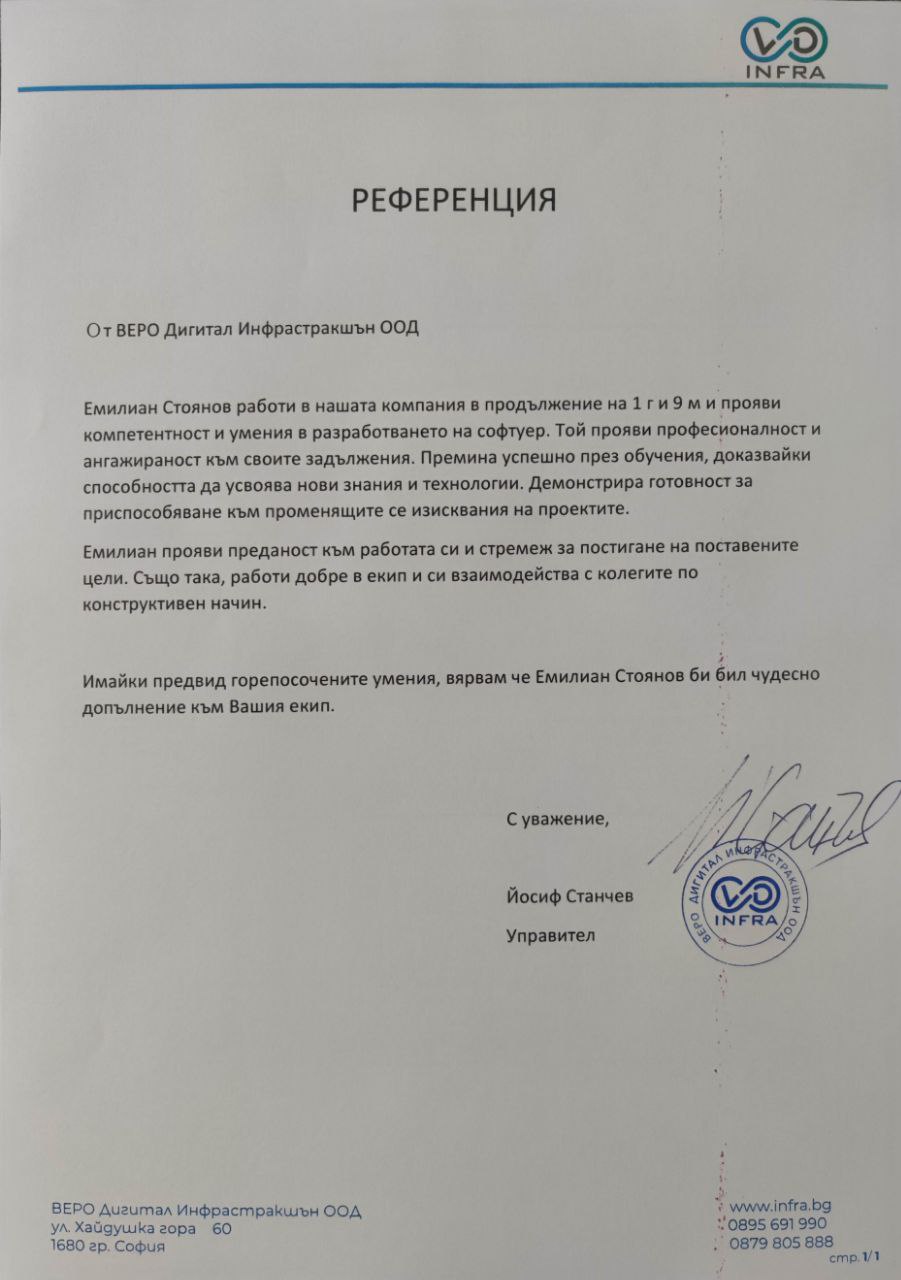 VD
INFRA
РЕФЕРЕНЦИЯ
От ВЕРО Дигитал Инфрастракшън ООД
Емилиан Стоянов работи в нашата компания в продължение на 1 г и 9 м и прояви
компетентност и умения в разработването на софтуер. Той прояви професионалност и
ангажираност към своите задължения. Премина успешно през обучения, доказвайки
способността да усвоява нови знания и технологии. Демонстрира готовност за
приспособяване към променящите се изисквания на проектите.
Емилиан прояви преданост към работата си и стремеж за постигане на поставените
цели. Също така, работи добре в екип и си взаимодейства с колегите по
конструктивен начин.
Имайки предвид горепосочените умения, вярвам че Емилиан Стоянов би бил чудесно
допълнение към Вашия екип.
С уважение,
Йосиф Станчев
Управител
ВЕРО ДИГИТАЛ ИНФРАСТРАКШЪН ООД
VD
INFRA
ВЕРО Дигитал Инфрастракшън ООД
ул. Хайдушка гора 60
1680 гр. София
www.infra.bg
0895 691 990
0879 805 888
стр. 1/1